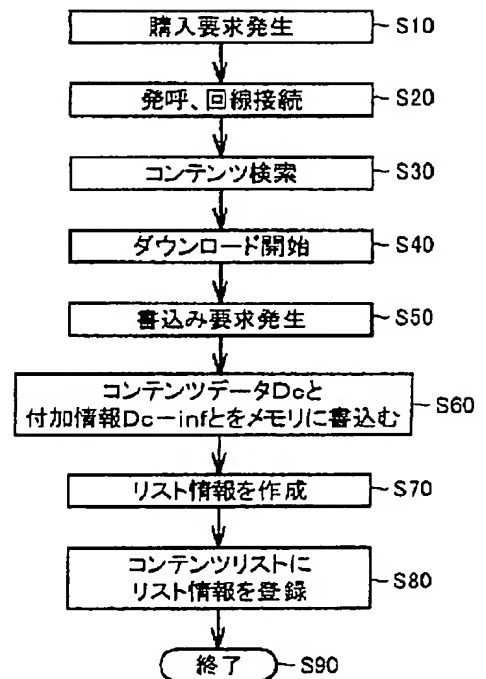 購入要求発生 S10
発呼、回線接続 S20
コンテンツ検索 S30
ダウンロード開始 S40
書込み要求発生 S50
コンテンツデータDcと
付加情報Dc−infとをメモリに書込む S60
リスト情報を作成 S70
コンテンツリストに
リスト情報を登録 S80
終了 S90